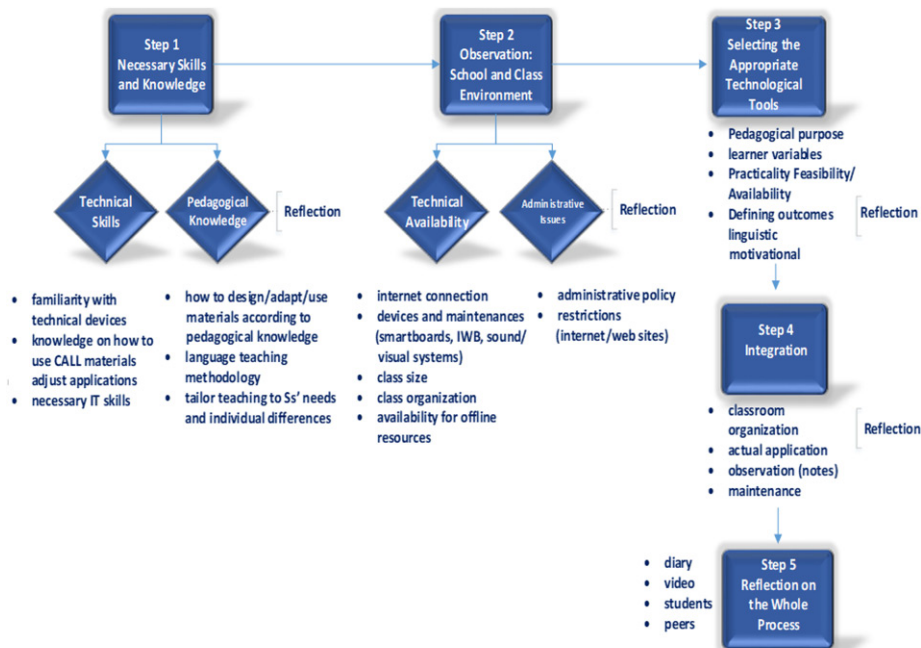 Step 1
Necessary Skills
and Knowledge
Step 2
Observation:
School and Class
Environment
Step 3
Selecting the
Appropriate
Technological
Tools
Technical
Skills
Pedagogical
Knowledge
Reflection
Technical
Availability
Administrative
Issues
Reflection
• Pedagogical purpose
• learner variables
• Practicality Feasibility/
Availability
• Defining outcomes
linguistic
motivational
Reflection
• familiarity with
technical devices
• knowledge on how to
use CALL materials
adjust applications
• necessary IT skills
• how to design/adapt/use
materials according to
pedagogical knowledge
• language teaching
methodology
• tailor teaching to Ss' needs
and individual differences
• internet connection
• devices and maintenances
(smartboards, IWB, sound/
visual systems)
• class size
• class organization
• availability for offline
resources
• administrative policy
• restrictions
(internet/web sites)
Step 4
Integration
• classroom
organization
• actual application
• observation (notes)
• maintenance
Reflection
• diary
• video
• students
• peers
Step 5
Reflection on
the Whole
Process